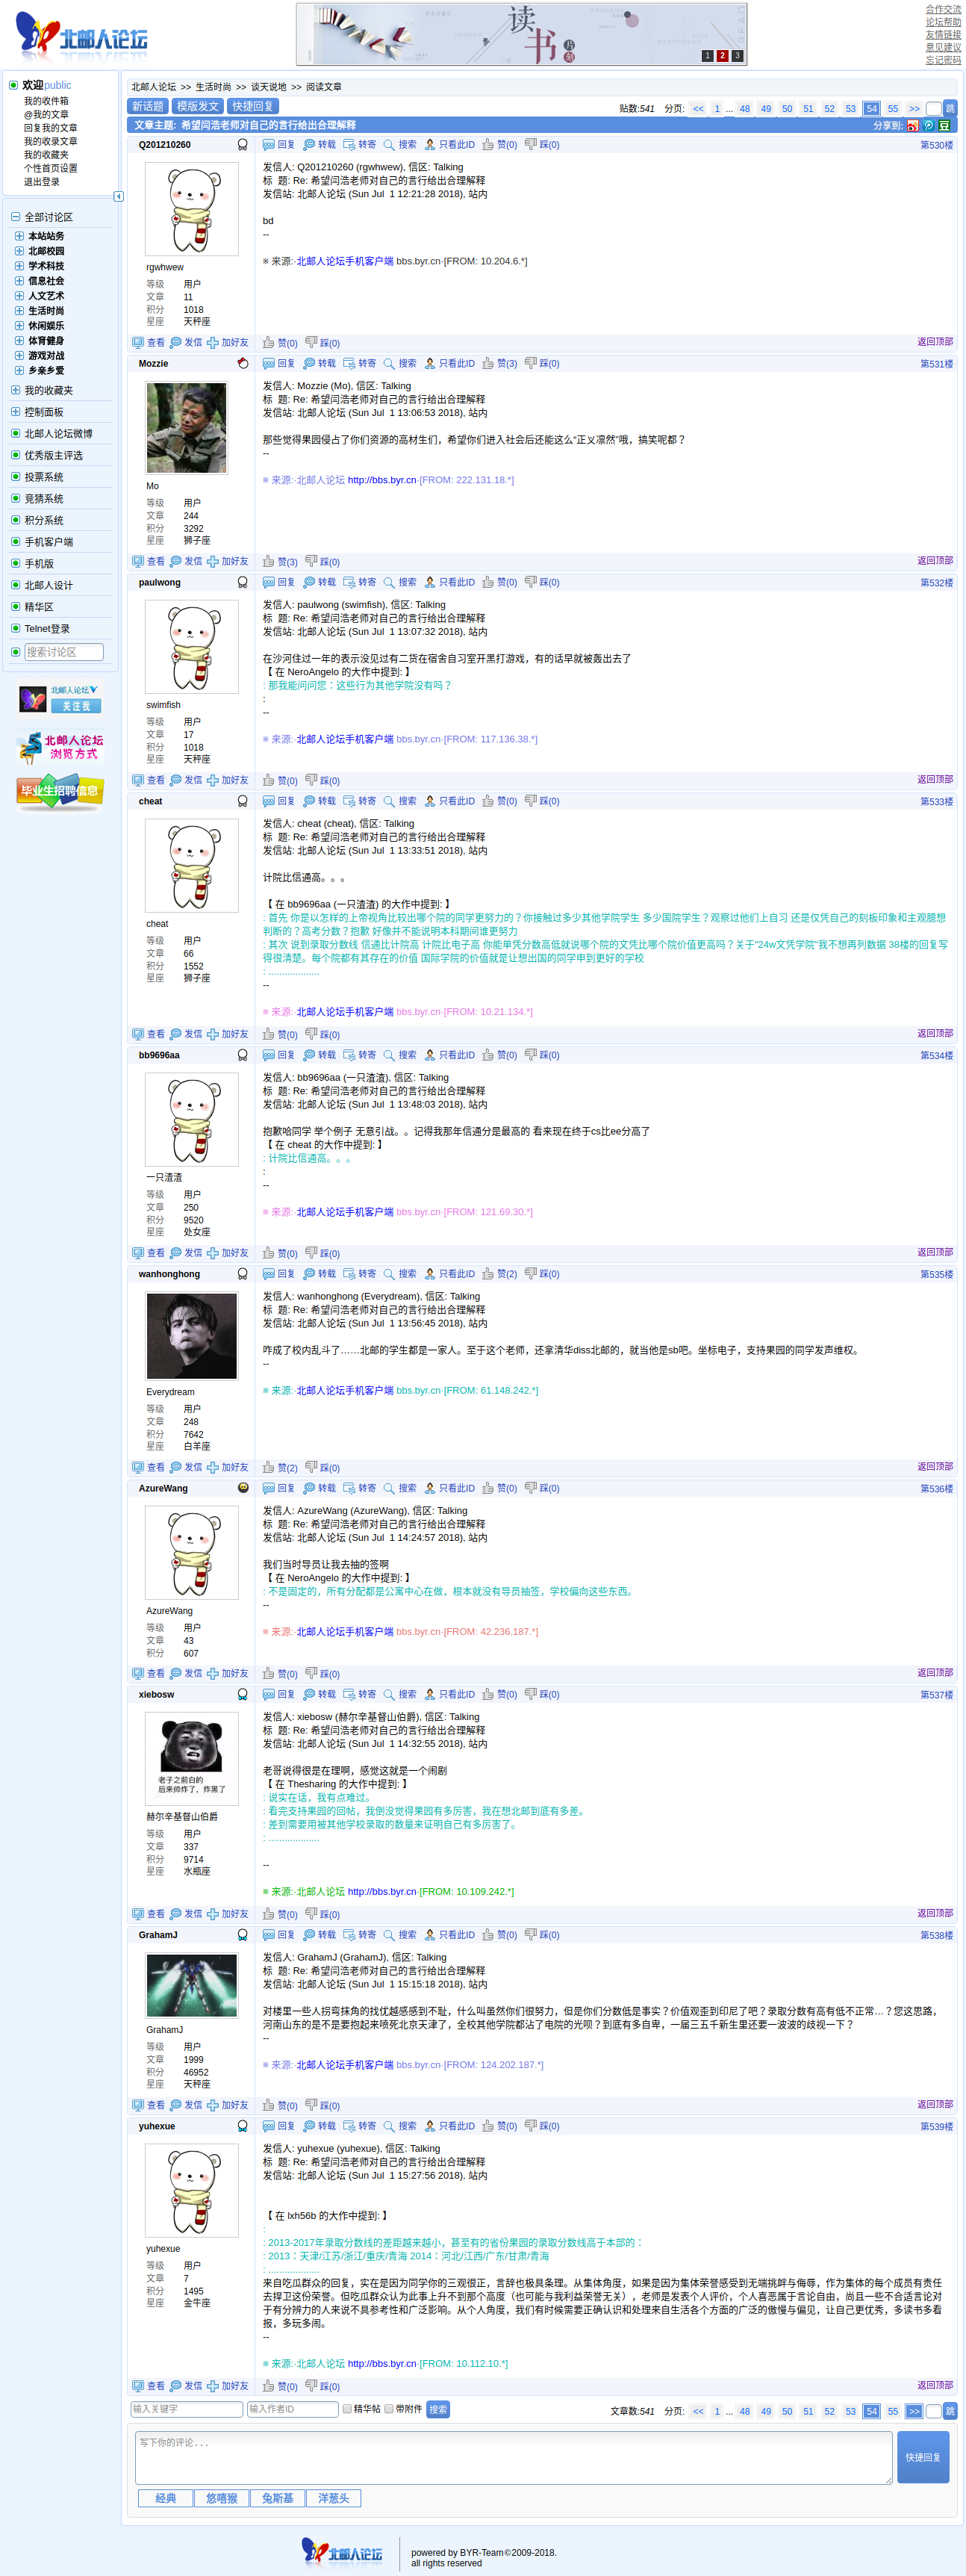 北邮人论坛
读书
片刻
1 2 3
合作交流
论坛帮助
友情链接
意见建议
忘记密码
欢迎public
我的收件箱
@我的文章
回复我的文章
我的收录文章
我的收藏夹
个性首页设置
退出登录
全部讨论区
本站站务
北邮校园
学术科技
信息社会
人文艺术
生活时尚
休闲娱乐
体育健身
游戏对战
乡亲乡爱
我的收藏夹
控制面板
北邮人论坛微博
优秀版主评选
投票系统
竞猜系统
积分系统
手机客户端
手机版
北邮人设计
精华区
Telnet登录
搜索讨论区
北邮人论坛
关注我
北邮人论坛
浏览方式
毕业生招聘信息
北邮人论坛 >> 生活时尚 >> 谈天说地 >> 阅读文章
新话题 模版发文 快捷回复 贴数:541 分页: << 1 ... 48 49 50 51 52 53 54 55 >> 跳
文章主题: 希望闫浩老师对自己的言行给出合理解释 分享到: 豆
Q201210260 回复 转载 转寄 搜索 只看此ID 赞(0) 踩(0) 第530楼
rgwhwew
等级 用户
文章 11
积分 1018
星座 天秤座
发信人: Q201210260 (rgwhwew), 信区: Talking
标 题: Re: 希望闫浩老师对自己的言行给出合理解释
发信站: 北邮人论坛 (Sun Jul 1 12:21:28 2018), 站内
bd
--
※ 来源:·北邮人论坛手机客户端 bbs.byr.cn·[FROM: 10.204.6.*]
查看 发信 加好友 赞(0) 踩(0) 返回顶部
Mozzie 回复 转载 转寄 搜索 只看此ID 赞(3) 踩(0) 第531楼
Mo
等级 用户
文章 244
积分 3292
星座 狮子座
发信人: Mozzie (Mo), 信区: Talking
标 题: Re: 希望闫浩老师对自己的言行给出合理解释
发信站: 北邮人论坛 (Sun Jul 1 13:06:53 2018), 站内
那些觉得果园侵占了你们资源的高材生们，希望你们进入社会后还能这么“正义凛然”哦，搞笑呢都？
--
※ 来源:·北邮人论坛 http://bbs.byr.cn·[FROM: 222.131.18.*]
查看 发信 加好友 赞(3) 踩(0) 返回顶部
paulwong 回复 转载 转寄 搜索 只看此ID 赞(0) 踩(0) 第532楼
swimfish
等级 用户
文章 17
积分 1018
星座 天秤座
发信人: paulwong (swimfish), 信区: Talking
标 题: Re: 希望闫浩老师对自己的言行给出合理解释
发信站: 北邮人论坛 (Sun Jul 1 13:07:32 2018), 站内
在沙河住过一年的表示没见过有二货在宿舍自习室开黑打游戏，有的话早就被轰出去了
【 在 NeroAngelo 的大作中提到: 】
: 那我能问问您：这些行为其他学院没有吗？
:
--
※ 来源:·北邮人论坛手机客户端 bbs.byr.cn·[FROM: 117.136.38.*]
查看 发信 加好友 赞(0) 踩(0) 返回顶部
cheat 回复 转载 转寄 搜索 只看此ID 赞(0) 踩(0) 第533楼
cheat
等级 用户
文章 66
积分 1552
星座 狮子座
发信人: cheat (cheat), 信区: Talking
标 题: Re: 希望闫浩老师对自己的言行给出合理解释
发信站: 北邮人论坛 (Sun Jul 1 13:33:51 2018), 站内
计院比信通高。。。
【 在 bb9696aa (一只渣渣) 的大作中提到: 】
: 首先 你是以怎样的上帝视角比较出哪个院的同学更努力的？你接触过多少其他学院学生 多少国院学生？观察过他们上自习 还是仅凭自己的刻板印象和主观臆想
判断的？高考分数？抱歉 好像并不能说明本科期间谁更努力
: 其次 说到录取分数线 信通比计院高 计院比电子高 你能单凭分数高低就说哪个院的文凭比哪个院价值更高吗？关于“24w文凭学院”我不想再列数据 38楼的回复写
得很清楚。每个院都有其存在的价值 国际学院的价值就是让想出国的同学申到更好的学校
: ...................
--
※ 来源:·北邮人论坛手机客户端 bbs.byr.cn·[FROM: 10.21.134.*]
查看 发信 加好友 赞(0) 踩(0) 返回顶部
bb9696aa 回复 转载 转寄 搜索 只看此ID 赞(0) 踩(0) 第534楼
一只渣渣
等级 用户
文章 250
积分 9520
星座 处女座
发信人: bb9696aa (一只渣渣), 信区: Talking
标 题: Re: 希望闫浩老师对自己的言行给出合理解释
发信站: 北邮人论坛 (Sun Jul 1 13:48:03 2018), 站内
抱歉哈同学 举个例子 无意引战。。记得我那年信通分是最高的 看来现在终于cs比ee分高了
【 在 cheat 的大作中提到: 】
: 计院比信通高。。。
:
--
※ 来源:·北邮人论坛手机客户端 bbs.byr.cn·[FROM: 121.69.30.*]
查看 发信 加好友 赞(0) 踩(0) 返回顶部
wanhonghong 回复 转载 转寄 搜索 只看此ID 赞(2) 踩(0) 第535楼
Everydream
等级 用户
文章 248
积分 7642
星座 白羊座
发信人: wanhonghong (Everydream), 信区: Talking
标 题: Re: 希望闫浩老师对自己的言行给出合理解释
发信站: 北邮人论坛 (Sun Jul 1 13:56:45 2018), 站内
咋成了校内乱斗了……北邮的学生都是一家人。至于这个老师，还拿清华diss北邮的，就当他是sb吧。坐标电子，支持果园的同学发声维权。
--
※ 来源:·北邮人论坛手机客户端 bbs.byr.cn·[FROM: 61.148.242.*]
查看 发信 加好友 赞(2) 踩(0) 返回顶部
AzureWang 回复 转载 转寄 搜索 只看此ID 赞(0) 踩(0) 第536楼
AzureWang
等级 用户
文章 43
积分 607
发信人: AzureWang (AzureWang), 信区: Talking
标 题: Re: 希望闫浩老师对自己的言行给出合理解释
发信站: 北邮人论坛 (Sun Jul 1 14:24:57 2018), 站内
我们当时导员让我去抽的签啊
【 在 NeroAngelo 的大作中提到: 】
: 不是固定的，所有分配都是公寓中心在做，根本就没有导员抽签，学校偏向这些东西。
--
※ 来源:·北邮人论坛手机客户端 bbs.byr.cn·[FROM: 42.236.187.*]
查看 发信 加好友 赞(0) 踩(0) 返回顶部
xiebosw 回复 转载 转寄 搜索 只看此ID 赞(0) 踩(0) 第537楼
老子之前白的
后来帅炸了，炸黑了
赫尔辛基督山伯爵
等级 用户
文章 337
积分 9714
星座 水瓶座
发信人: xiebosw (赫尔辛基督山伯爵), 信区: Talking
标 题: Re: 希望闫浩老师对自己的言行给出合理解释
发信站: 北邮人论坛 (Sun Jul 1 14:32:55 2018), 站内
老哥说得很是在理啊，感觉这就是一个闹剧
【 在 Thesharing 的大作中提到: 】
: 说实在话，我有点难过。
: 看完支持果园的回帖，我倒没觉得果园有多厉害，我在想北邮到底有多差。
: 差到需要用被其他学校录取的数量来证明自己有多厉害了。
: ...................
--
※ 来源:·北邮人论坛 http://bbs.byr.cn·[FROM: 10.109.242.*]
查看 发信 加好友 赞(0) 踩(0) 返回顶部
GrahamJ 回复 转载 转寄 搜索 只看此ID 赞(0) 踩(0) 第538楼
GrahamJ
等级 用户
文章 1999
积分 46952
星座 天秤座
发信人: GrahamJ (GrahamJ), 信区: Talking
标 题: Re: 希望闫浩老师对自己的言行给出合理解释
发信站: 北邮人论坛 (Sun Jul 1 15:15:18 2018), 站内
对楼里一些人拐弯抹角的找优越感感到不耻，什么叫虽然你们很努力，但是你们分数低是事实？价值观歪到印尼了吧？录取分数有高有低不正常…？您这思路，
河南山东的是不是要抱起来喷死北京天津了，全校其他学院都沾了电院的光呗？到底有多自卑，一届三五千新生里还要一波波的歧视一下？
--
※ 来源:·北邮人论坛手机客户端 bbs.byr.cn·[FROM: 124.202.187.*]
查看 发信 加好友 赞(0) 踩(0) 返回顶部
yuhexue 回复 转载 转寄 搜索 只看此ID 赞(0) 踩(0) 第539楼
yuhexue
等级 用户
文章 7
积分 1495
星座 金牛座
发信人: yuhexue (yuhexue), 信区: Talking
标 题: Re: 希望闫浩老师对自己的言行给出合理解释
发信站: 北邮人论坛 (Sun Jul 1 15:27:56 2018), 站内
【 在 lxh56b 的大作中提到: 】
:
: 2013-2017年录取分数线的差距越来越小，甚至有的省份果园的录取分数线高于本部的：
: 2013：天津/江苏/浙江/重庆/青海 2014：河北/江西/广东/甘肃/青海
: ...................
来自吃瓜群众的回复，实在是因为同学你的三观很正，言辞也极具条理。从集体角度，如果是因为集体荣誉感受到无端挑衅与侮辱，作为集体的每个成员有责任
去捍卫这份荣誉。但吃瓜群众认为此事上升不到那个高度（也可能与我利益荣誉无关），老师是发表个人评价，个人喜恶属于言论自由，尚且一些不合适言论对
于有分辨力的人来说不具参考性和广泛影响。从个人角度，我们有时候需要正确认识和处理来自生活各个方面的广泛的傲慢与偏见，让自己更优秀，多读书多看
报，多玩多闹。
--
※ 来源:·北邮人论坛 http://bbs.byr.cn·[FROM: 10.112.10.*]
查看 发信 加好友 赞(0) 踩(0) 返回顶部
输入关键字 输入作者ID 精华帖 带附件 搜索 文章数:541 分页: << 1 ... 48 49 50 51 52 53 54 55 >> 跳
写下你的评论...
快捷回复
经典 悠嘻猴 兔斯基 洋葱头
北邮人论坛
powered by BYR-Team©2009-2018.
all rights reserved